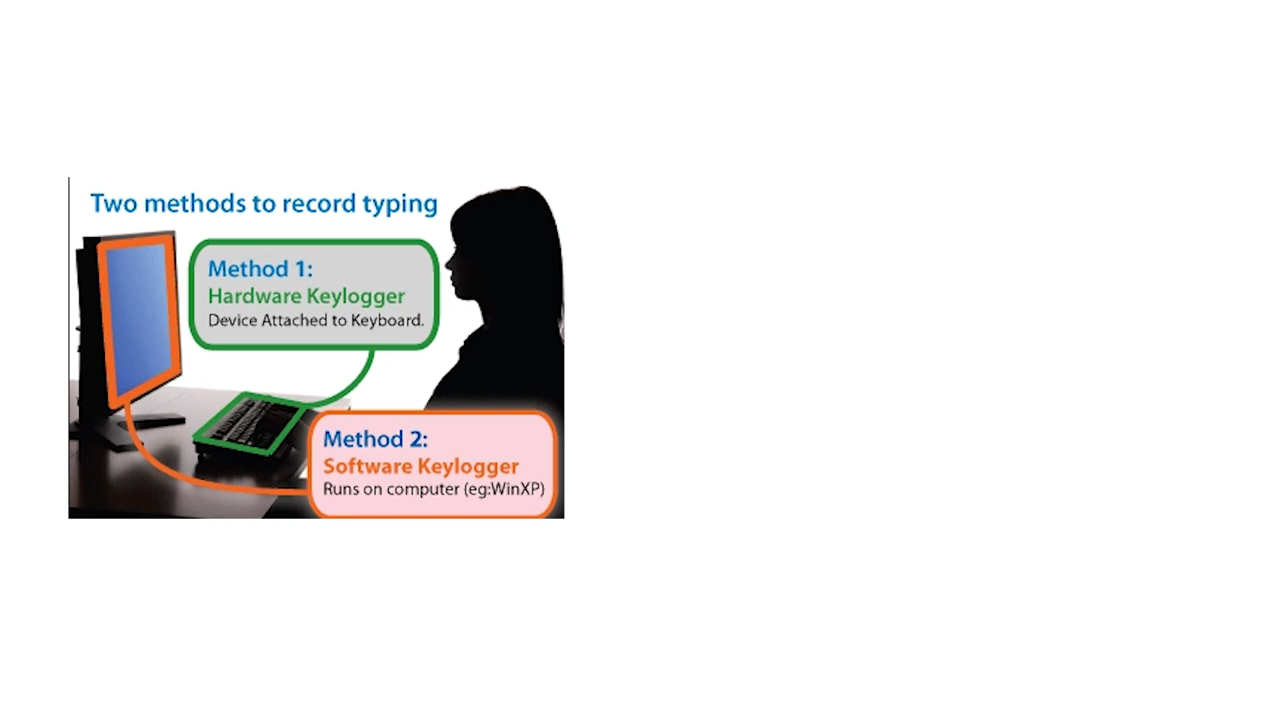 Two methods to record typing
Method 1:
Hardware Keylogger
Device Attached to Keyboard.
Method 2:
Software Keylogger
Runs on computer (eg:WinXP)